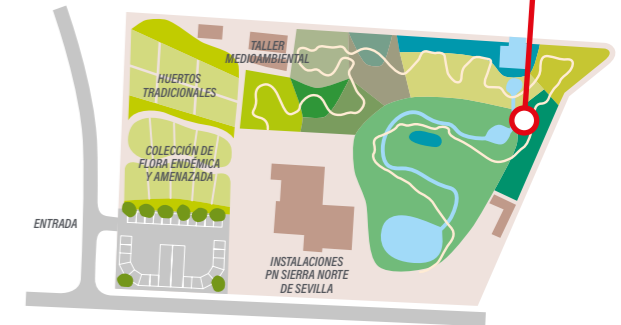 TALLER
MEDIOAMBIENTAL
HUERTOS
TRADICIONALES
COLECCIÓN DE
FLORA ENDÉMICA
Y AMENAZADA
ENTRADA
INSTALACIONES
PN SIERRA NORTE
DE SEVILLA